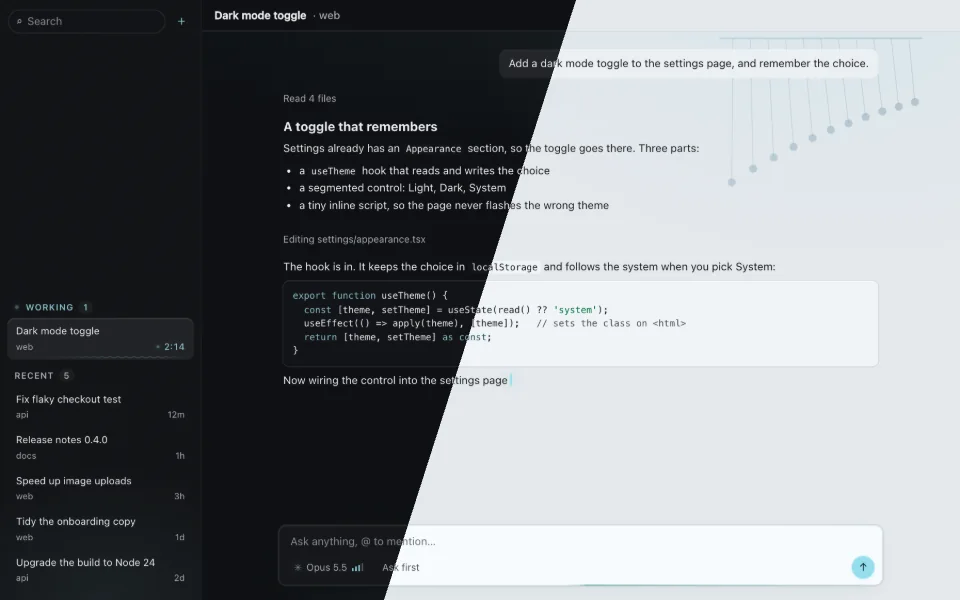 Search
+
Dark mode toggle · web
Add a dark mode toggle to the settings page, and remember the choice.
Read 4 files
A toggle that remembers
Settings already has an Appearance section, so the toggle goes there. Three parts:
• a useTheme hook that reads and writes the choice
• a segmented control: Light, Dark, System
• a tiny inline script, so the page never flashes the wrong theme
Editing settings/appearance.tsx
The hook is in. It keeps the choice in localStorage and follows the system when you pick System:
export function useTheme() {
const [theme, setTheme] = useState(read() ?? 'system');
useEffect(() => apply(theme), [theme]); // sets the class on <html>
return [theme, setTheme] as const;
}
Now wiring the control into the settings page
WORKING 1
Dark mode toggle
web 2:14
RECENT 5
Fix flaky checkout test
api 12m
Release notes 0.4.0
docs 1h
Speed up image uploads
web 3h
Tidy the onboarding copy
web 1d
Upgrade the build to Node 24
api 2d
Ask anything, @ to mention...
Opus 5.5 Ask first